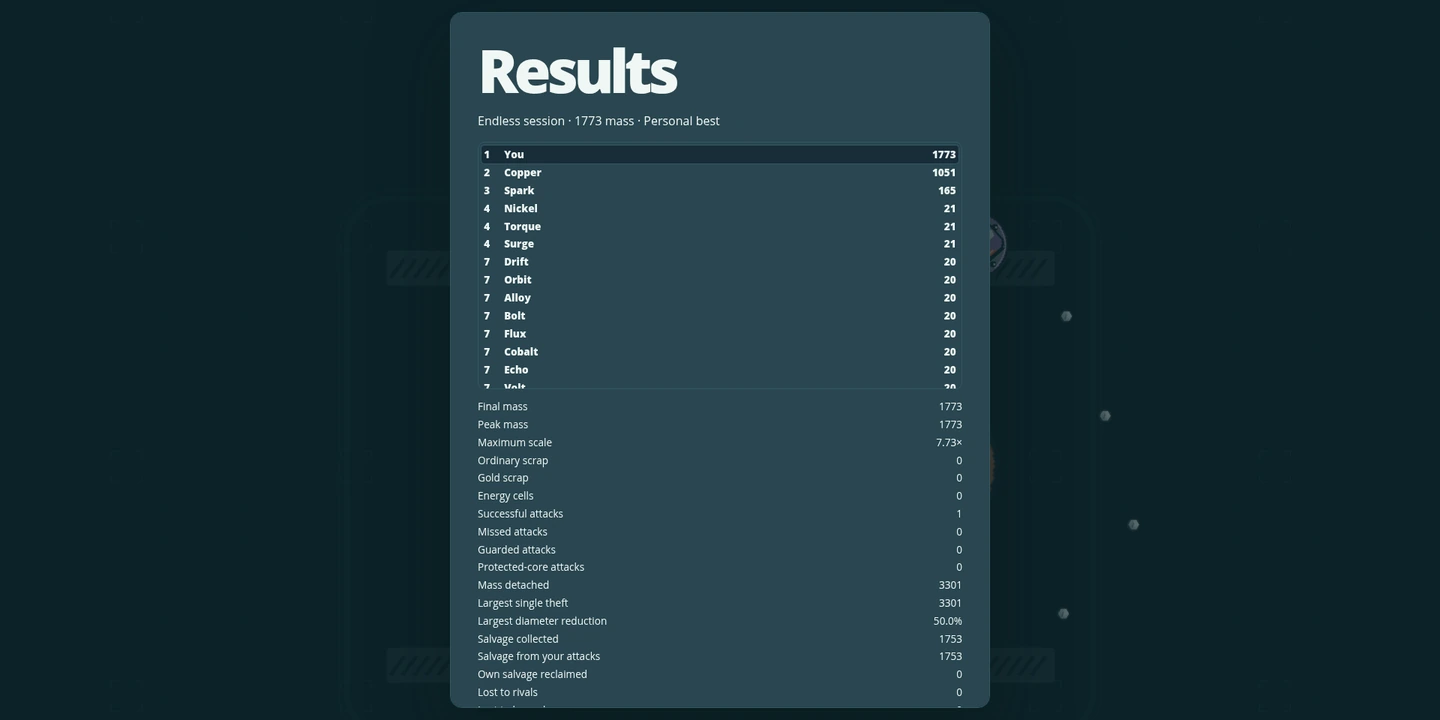 Results
Endless session · 1773 mass · Personal best
1 You 1773
2 Copper 1051
3 Spark 165
4 Nickel 21
4 Torque 21
4 Surge 21
7 Drift 20
7 Orbit 20
7 Alloy 20
7 Bolt 20
7 Flux 20
7 Cobalt 20
7 Echo 20
7 Volt 20
Final mass 1773
Peak mass 1773
Maximum scale 7.73×
Ordinary scrap 0
Gold scrap 0
Energy cells 0
Successful attacks 1
Missed attacks 0
Guarded attacks 0
Protected-core attacks 0
Mass detached 3301
Largest single theft 3301
Largest diameter reduction 50.0%
Salvage collected 1753
Salvage from your attacks 1753
Own salvage reclaimed 0
Lost to rivals 0